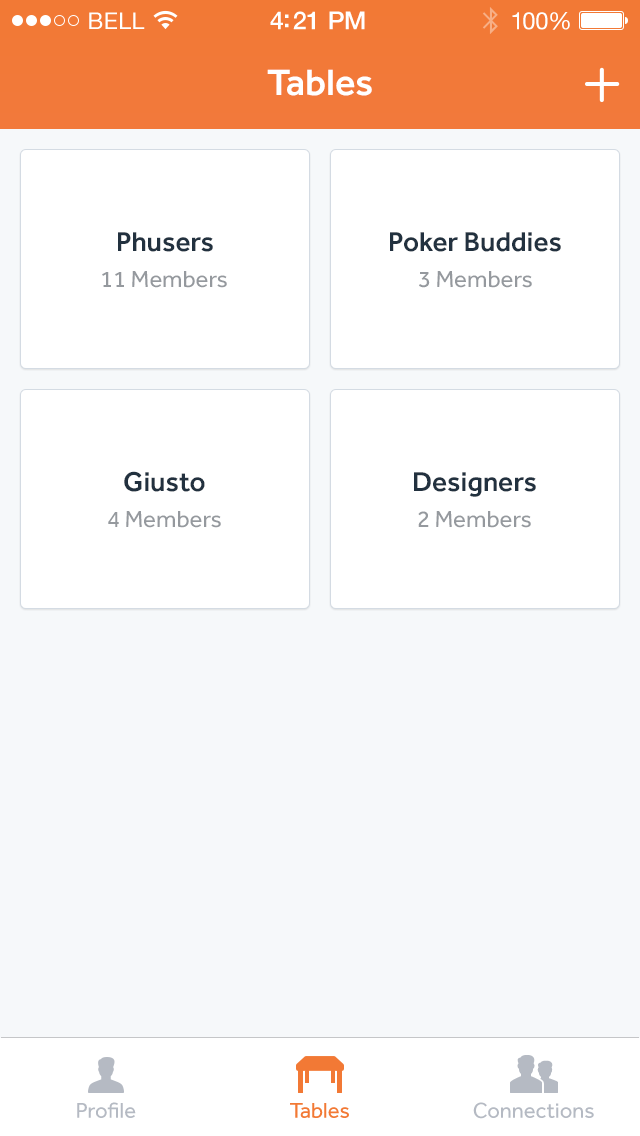 BELL 4:21 PM 100%
Tables
Phusers
11 Members
Poker Buddies
3 Members
Giusto
4 Members
Designers
2 Members
Profile
Tables
Connections